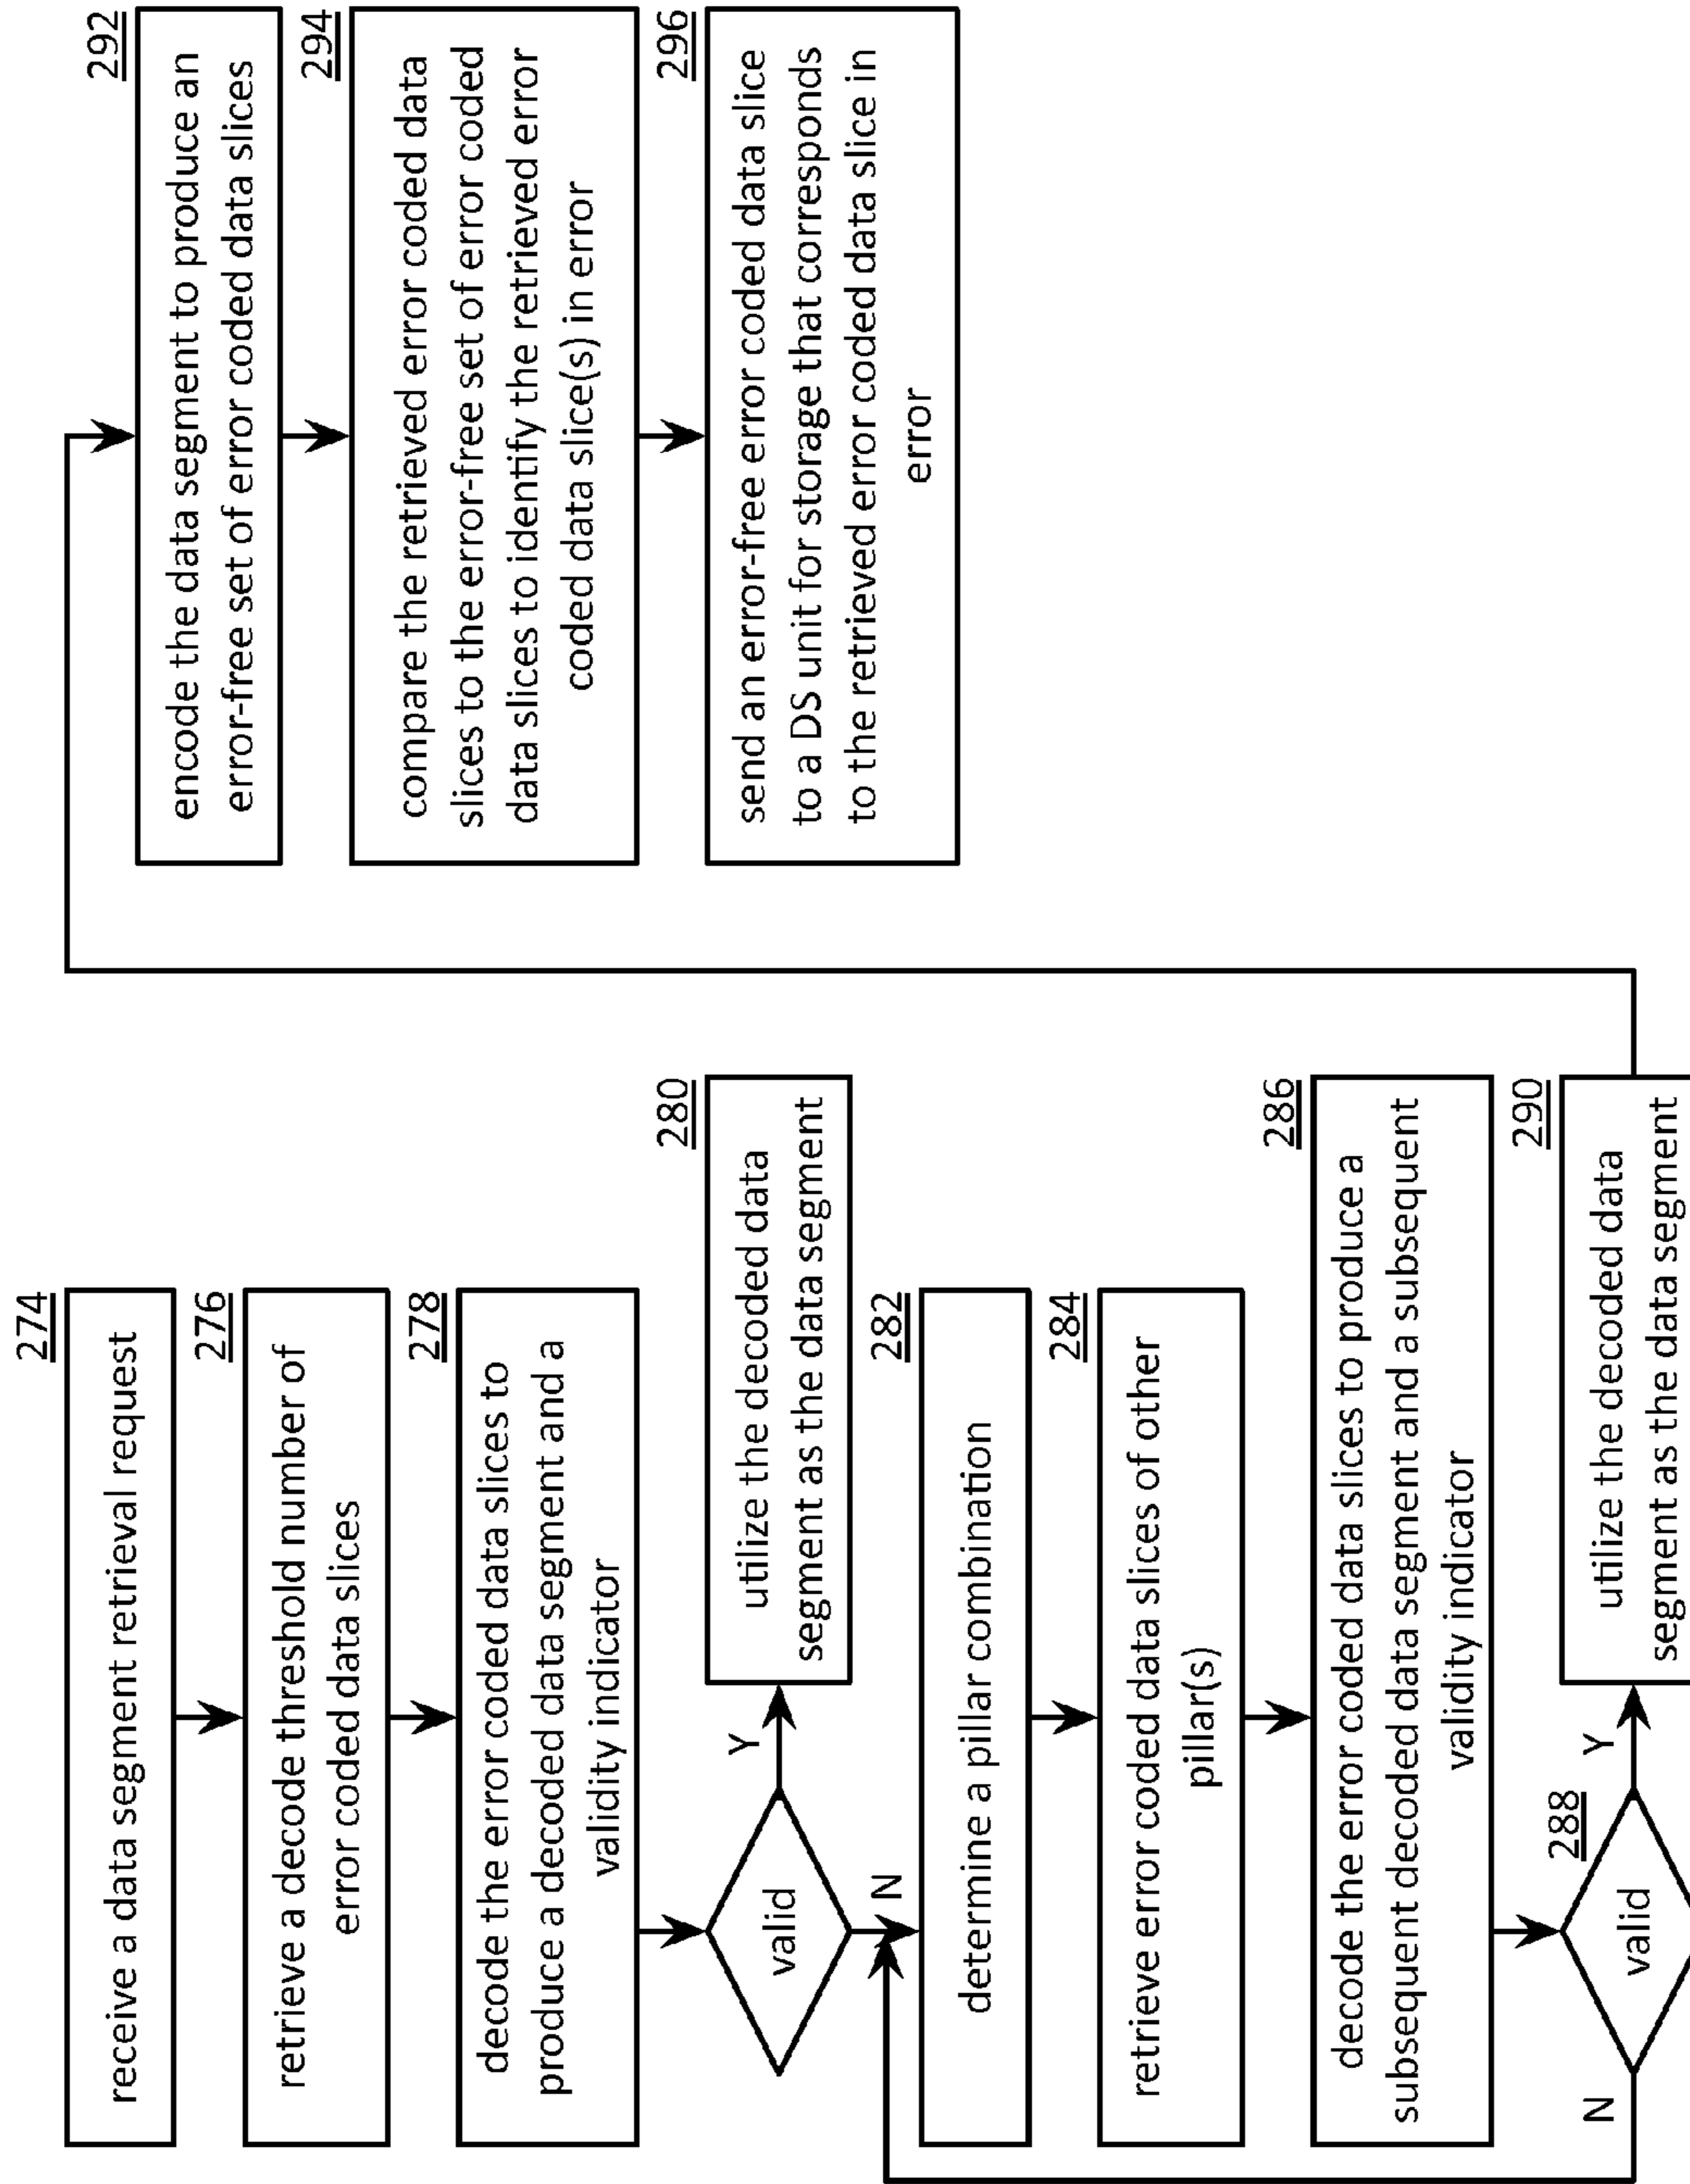 274
receive a data segment retrieval request
276
retrieve a decode threshold number of
error coded data slices
278
decode the error coded data slices to
produce a decoded data segment and a
validity indicator
valid
Y
N
280
utilize the decoded data
segment as the data segment
282
determine a pillar combination
284
retrieve error coded data slices of other
pillar(s)
286
decode the error coded data slices to produce a
subsequent decoded data segment and a subsequent
validity indicator
288
valid
N
Y
290
utilize the decoded data
segment as the data segment
292
encode the data segment to produce an
error-free set of error coded data slices
294
compare the retrieved error coded data
slices to the error-free set of error coded
data slices to identify the retrieved error
coded data slice(s) in error
296
send an error-free error coded data slice
to a DS unit for storage that corresponds
to the retrieved error coded data slice in
error